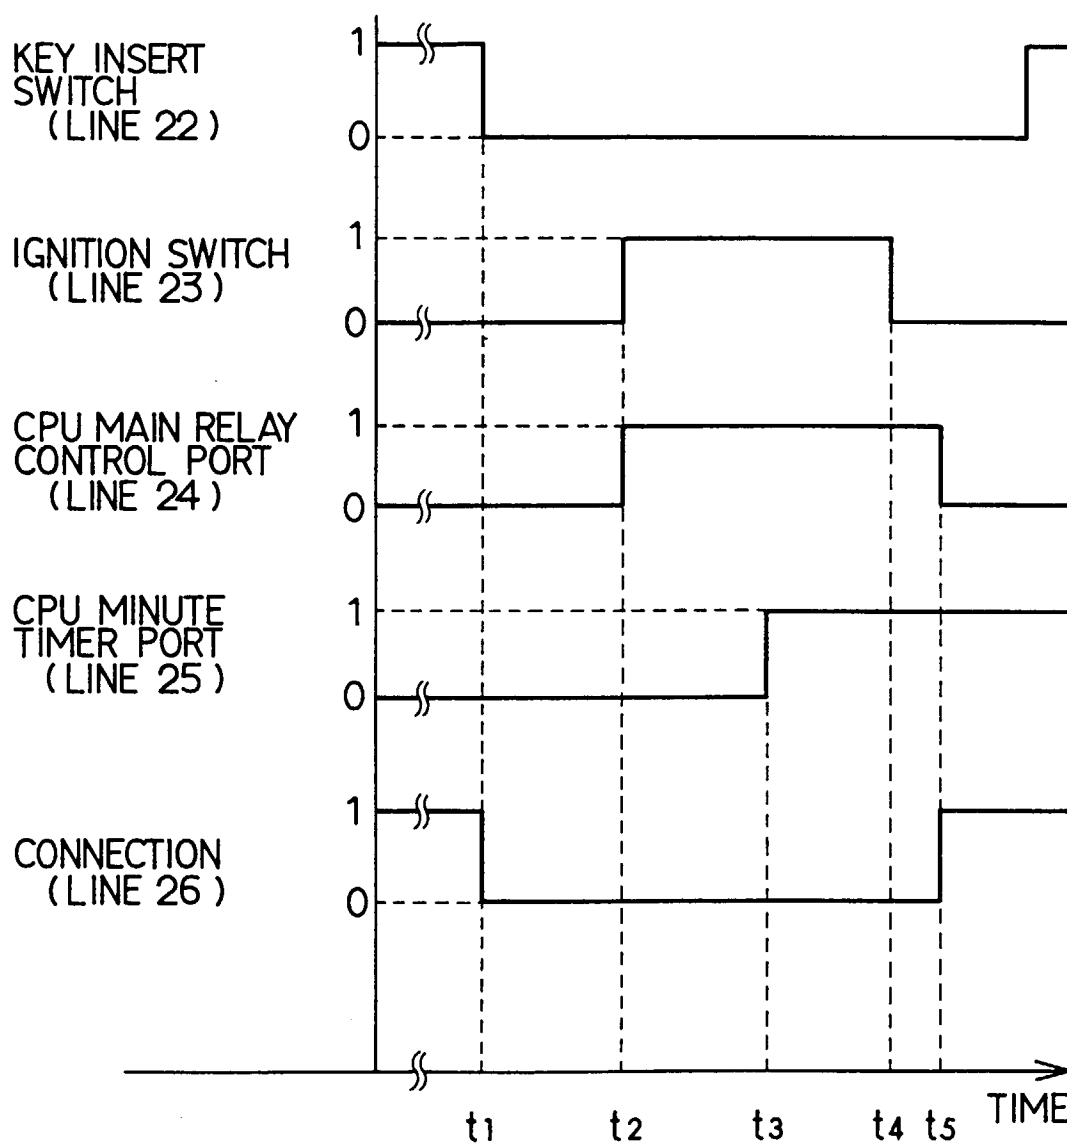 KEY INSERT
SWITCH
(LINE 22)
1
0
IGNITION SWITCH
(LINE 23)
1
0
CPU MAIN RELAY
CONTROL PORT
(LINE 24)
1
0
CPU MINUTE
TIMER PORT
(LINE 25)
1
0
CONNECTION
(LINE 26)
1
0
t1 t2 t3 t4 t5 TIME